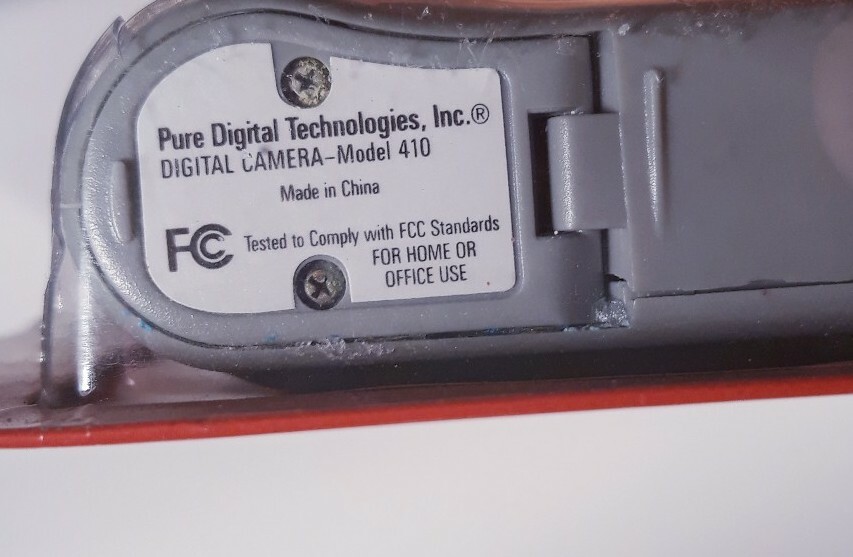 Pure Digital Technologies, Inc.®
DIGITAL CAMERA–Model 410
Made in China
FC Tested to Comply with FCC Standards
FOR HOME OR
OFFICE USE